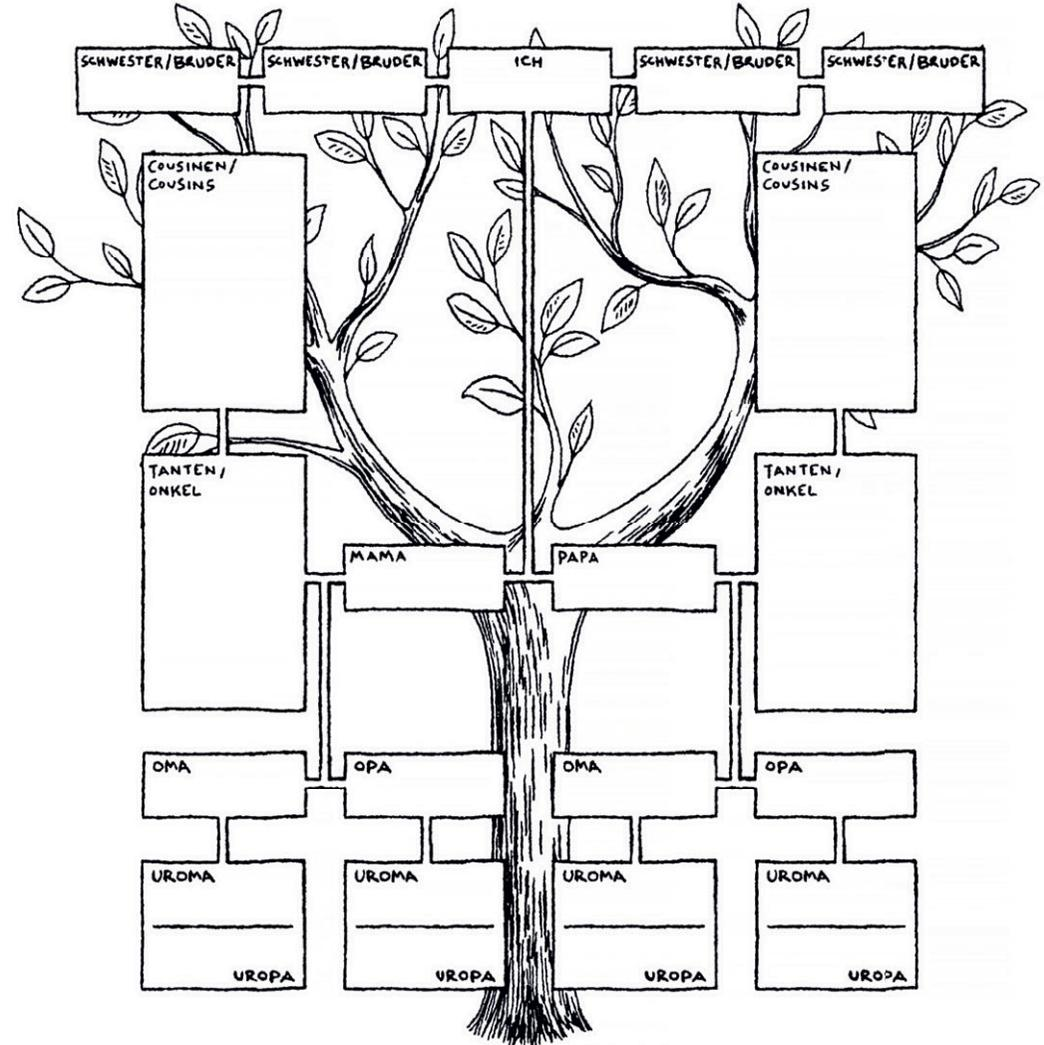 SCHWESTER/BRUDER
SCHWESTER/BRUDER
ICH
SCHWESTER/BRUDER
SCHWESTER/BRUDER
COUSINEN/
COUSINS
COUSINEN/
COUSINS
TANTEN/
ONKEL
TANTEN/
ONKEL
MAMA
PAPA
OMA
OPA
OMA
OPA
UROMA
UROMA
UROMA
UROMA
UROPA
UROPA
UROPA
UROPA